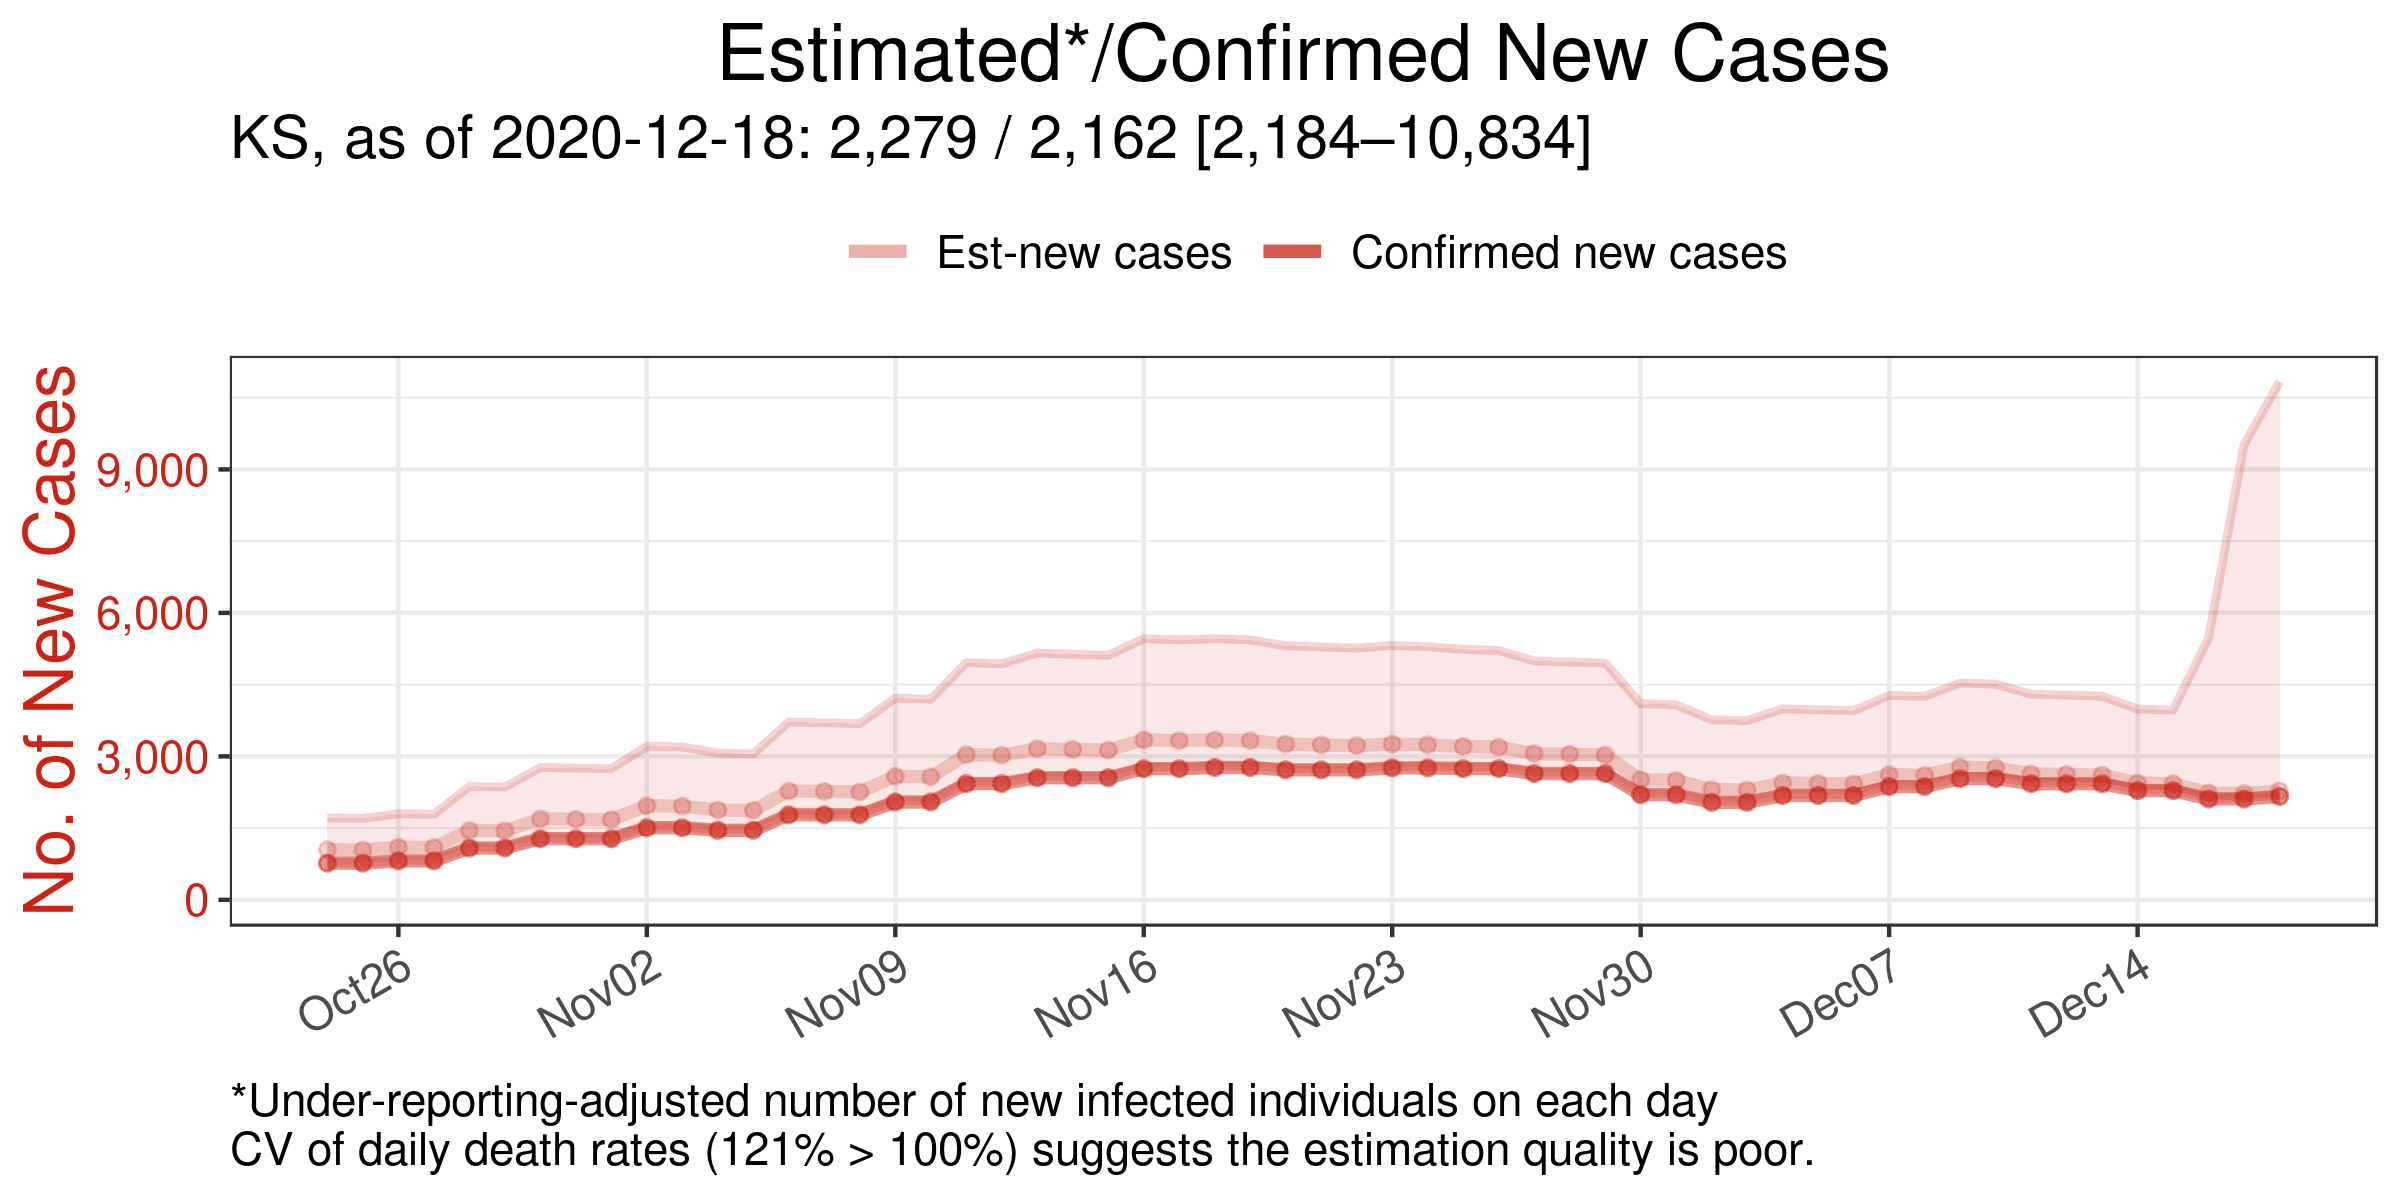 Estimated*/Confirmed New Cases
KS, as of 2020-12-18: 2,279 / 2,162 [2,184–10,834]
Est-new cases
Confirmed new cases
No. of New Cases
9,000
6,000
3,000
0
Oct26
Nov02
Nov09
Nov16
Nov23
Nov30
Dec07
Dec14
*Under-reporting-adjusted number of new infected individuals on each day
CV of daily death rates (121% > 100%) suggests the estimation quality is poor.